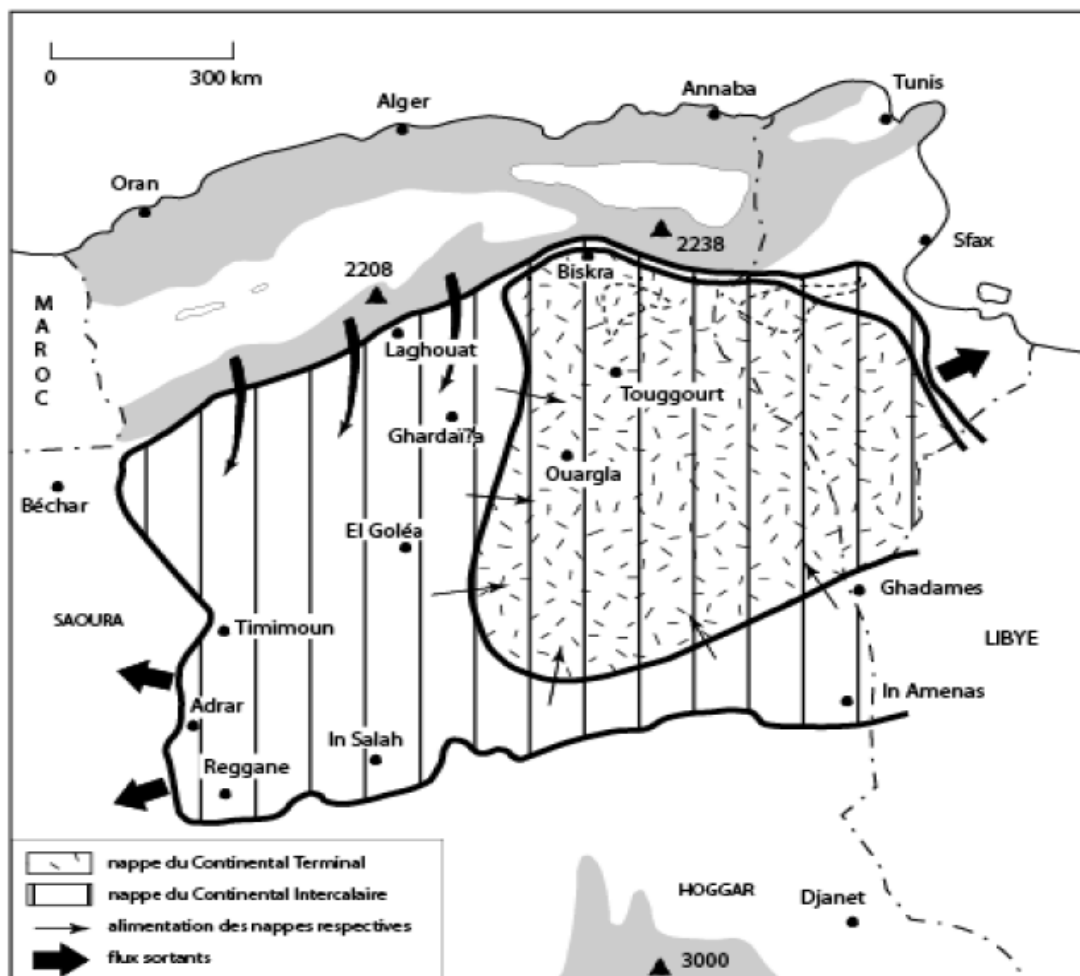 0 300 km
Alger
Annaba
Tunis
Oran
2238
Sfax
2208
Biskra
MAROC
Laghouat
Touggourt
Ghardaï?a
Ouargla
Béchar
El Goléa
Ghadames
SAOURA
Timimoun
LIBYE
In Amenas
Adrar
In Salah
Reggane
nappe du Continental Terminal
nappe du Continental Intercalaire
HOGGAR
Djanet
alimentation des nappes respectives
flux sortants
3000